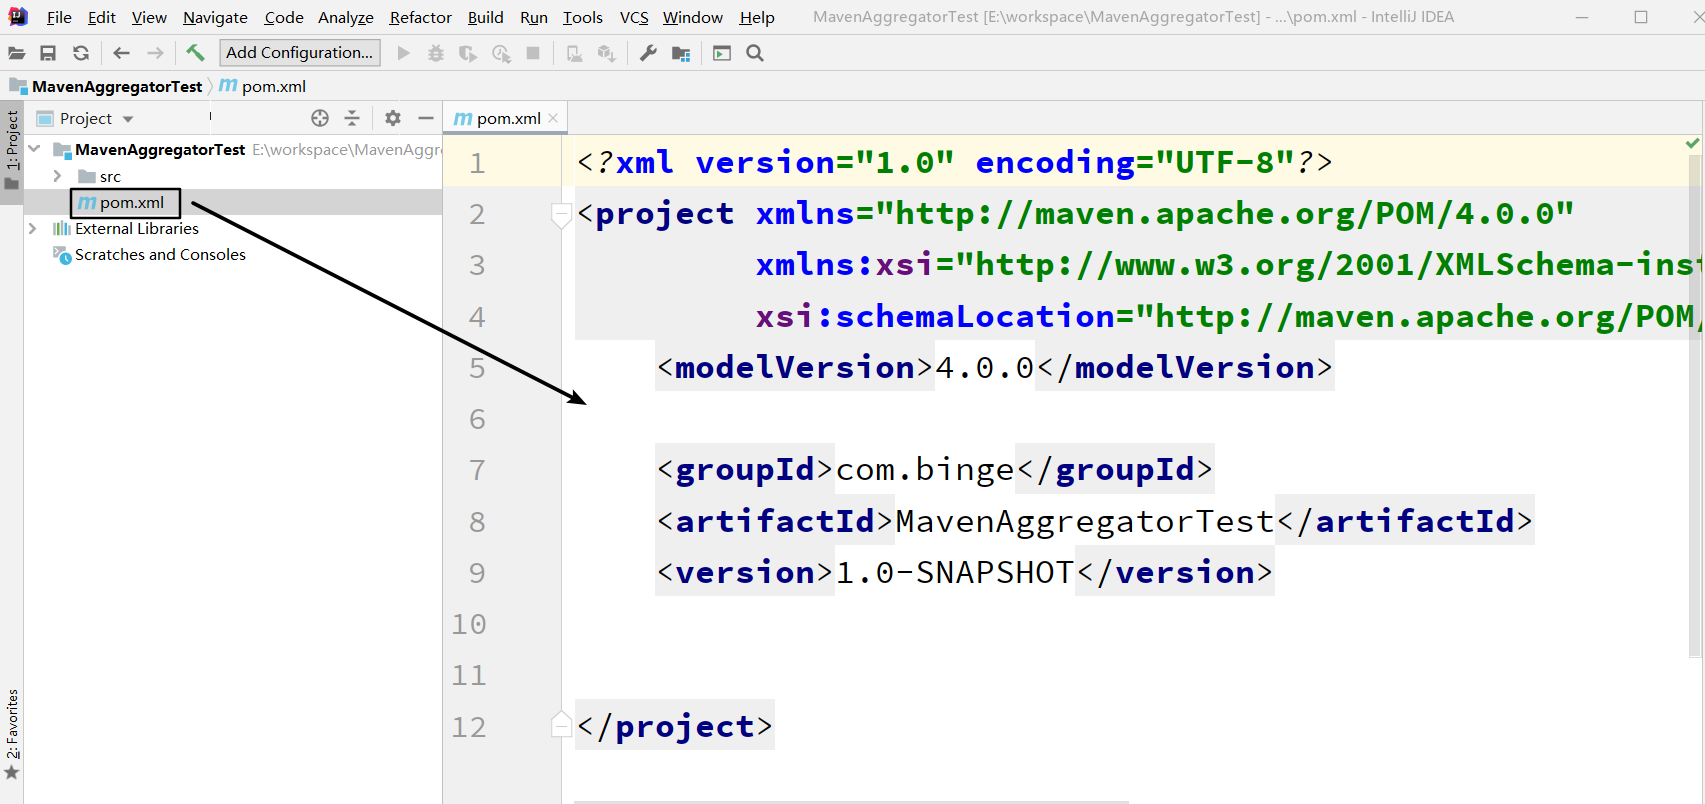 File Edit View Navigate Code Analyze Refactor Build Run Tools VCS Window Help MavenAggregatorTest [E:\workspace\MavenAggregatorTest] - ...\pom.xml - IntelliJ IDEA
Add Configuration...
MavenAggregatorTest pom.xml
1: Project
Project
MavenAggregatorTest E:\workspace\MavenAggr
src
pom.xml
External Libraries
Scratches and Consoles
2: Favorites
pom.xml
1 <?xml version="1.0" encoding="UTF-8"?>
2 <project xmlns="http://maven.apache.org/POM/4.0.0"
3 xmlns:xsi="http://www.w3.org/2001/XMLSchema-inst
4 xsi:schemaLocation="http://maven.apache.org/POM/
5 <modelVersion>4.0.0</modelVersion>
6
7 <groupId>com.binge</groupId>
8 <artifactId>MavenAggregatorTest</artifactId>
9 <version>1.0-SNAPSHOT</version>
10
11
12 </project>